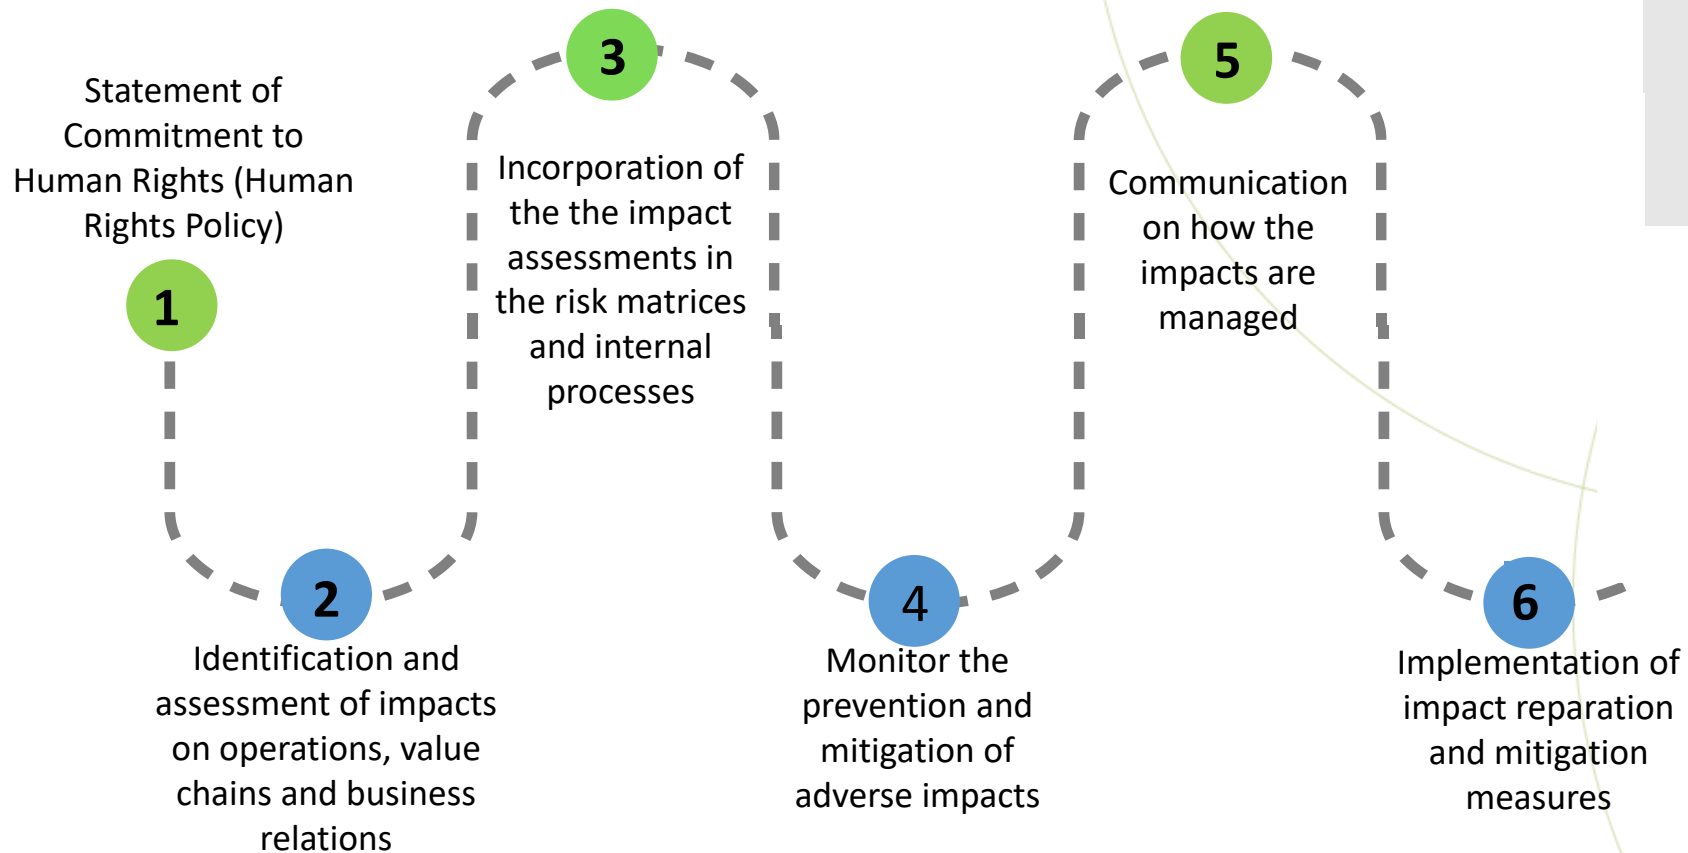 Statement of
Commitment to
Human Rights (Human
Rights Policy)
1
2
Identification and
assessment of impacts
on operations, value
chains and business
relations
3
Incorporation of
the the impact
assessments in
the risk matrices
and internal
processes
4
Monitor the
prevention and
mitigation of
adverse impacts
5
Communication
on how the
impacts are
managed
6
Implementation of
impact reparation
and mitigation
measures